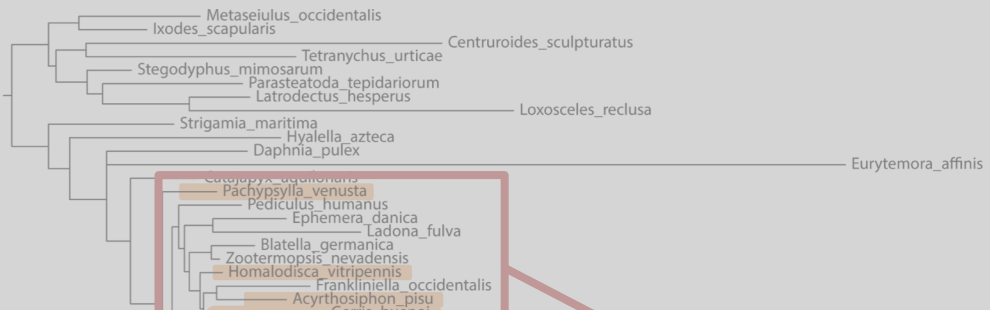 Metaseiulus_occidentalis
Ixodes_scapularis
Centruroides_sculpturatus
Tetranychus_urticae
Stegodyphus_mimosarum
Parasteatoda_tepidariorum
Latrodectus_hesperus
Loxosceles_reclusa
Strigamia_maritima
Hyalella_azteca
Daphnia_pulex
Eurytemora_affinis
Catajapyx_aquilonaris
Pachypsylla_venusta
Pediculus_humanus
Ephemera_danica
Ladona_fulva
Blatella_germanica
Zootermopsis_nevadensis
Homalodisca_vitripennis
Frankliniella_occidentalis
Acyrthosiphon_pisu